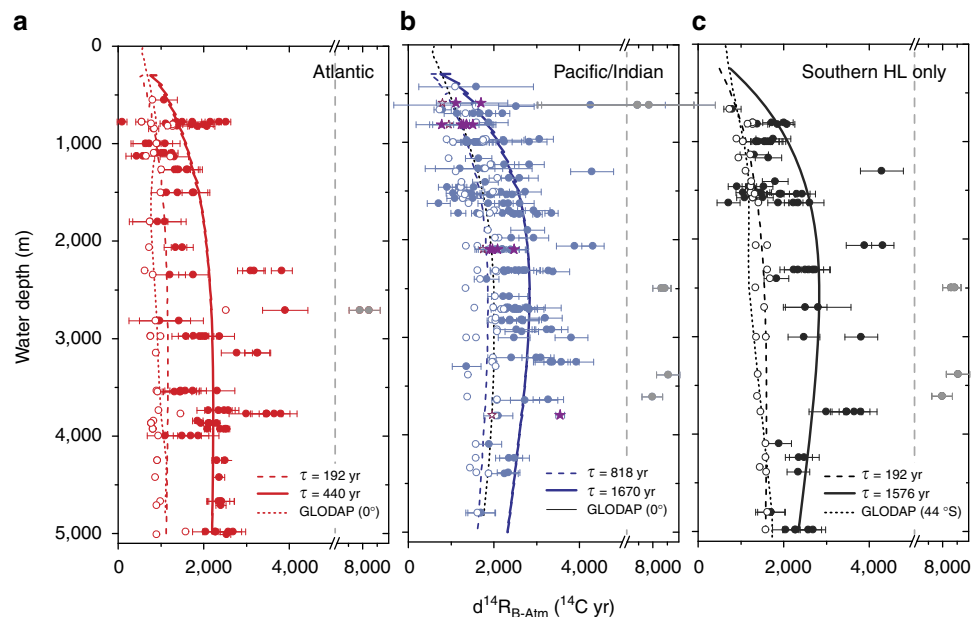 a
b
c
0
1,000
2,000
3,000
4,000
5,000
Water depth (m)
Atlantic
τ = 192 yr
τ = 440 yr
GLODAP (0°)
0 2,000 4,000 8,000
Pacific/Indian
τ = 818 yr
τ = 1670 yr
GLODAP (0°)
0 2,000 4,000 8,000
Southern HL only
τ = 192 yr
τ = 1576 yr
GLODAP (44 °S)
0 2,000 4,000 8,000
d¹⁴R_B-Atm (¹⁴C yr)